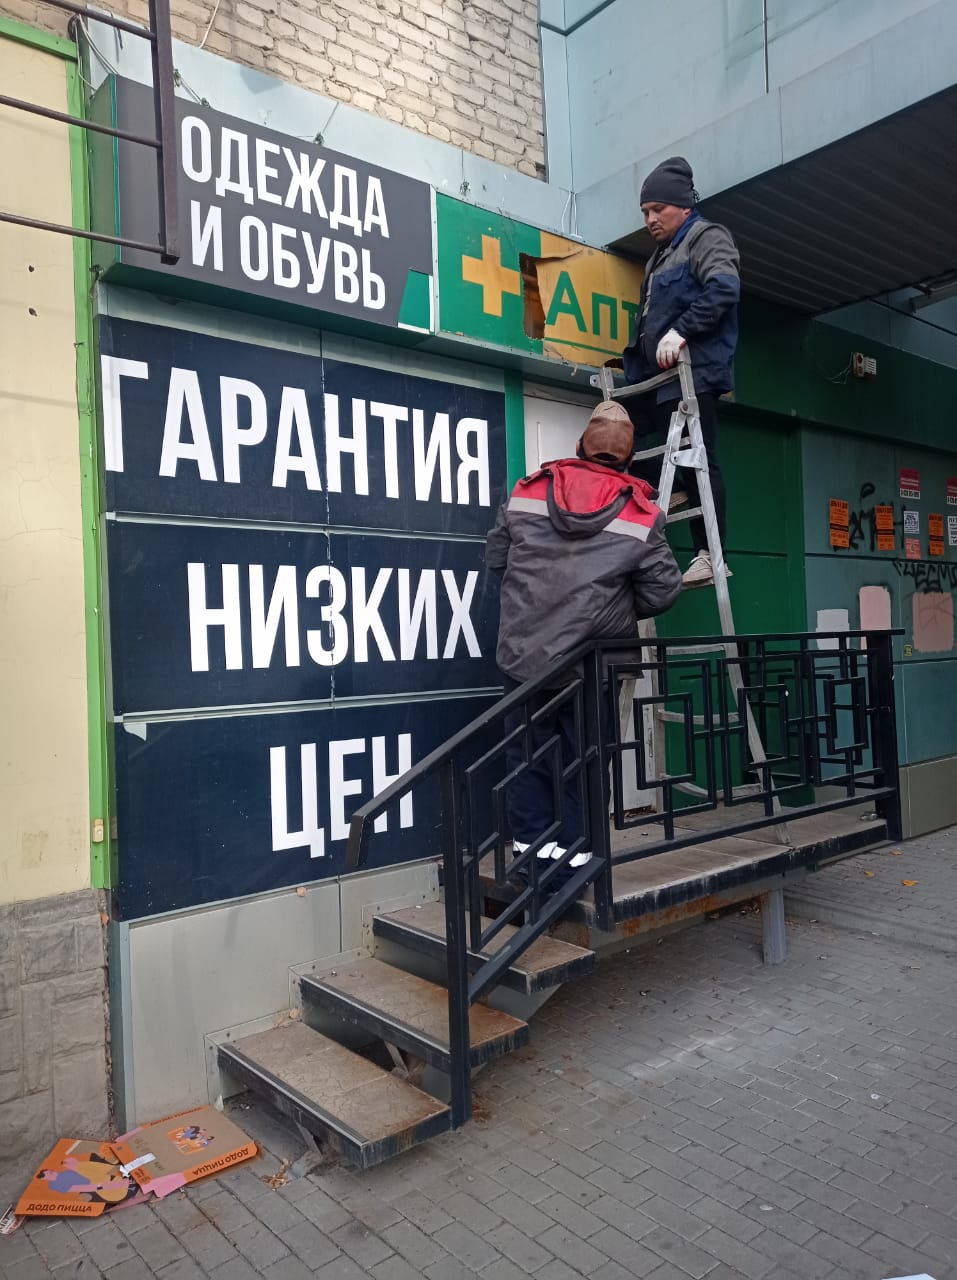 ОДЕЖДА
И ОБУВЬ
Апт
ГАРАНТИЯ
НИЗКИХ
ЦЕН
ДОДО ПИЦЦА
ДОДО ПИЦЦА